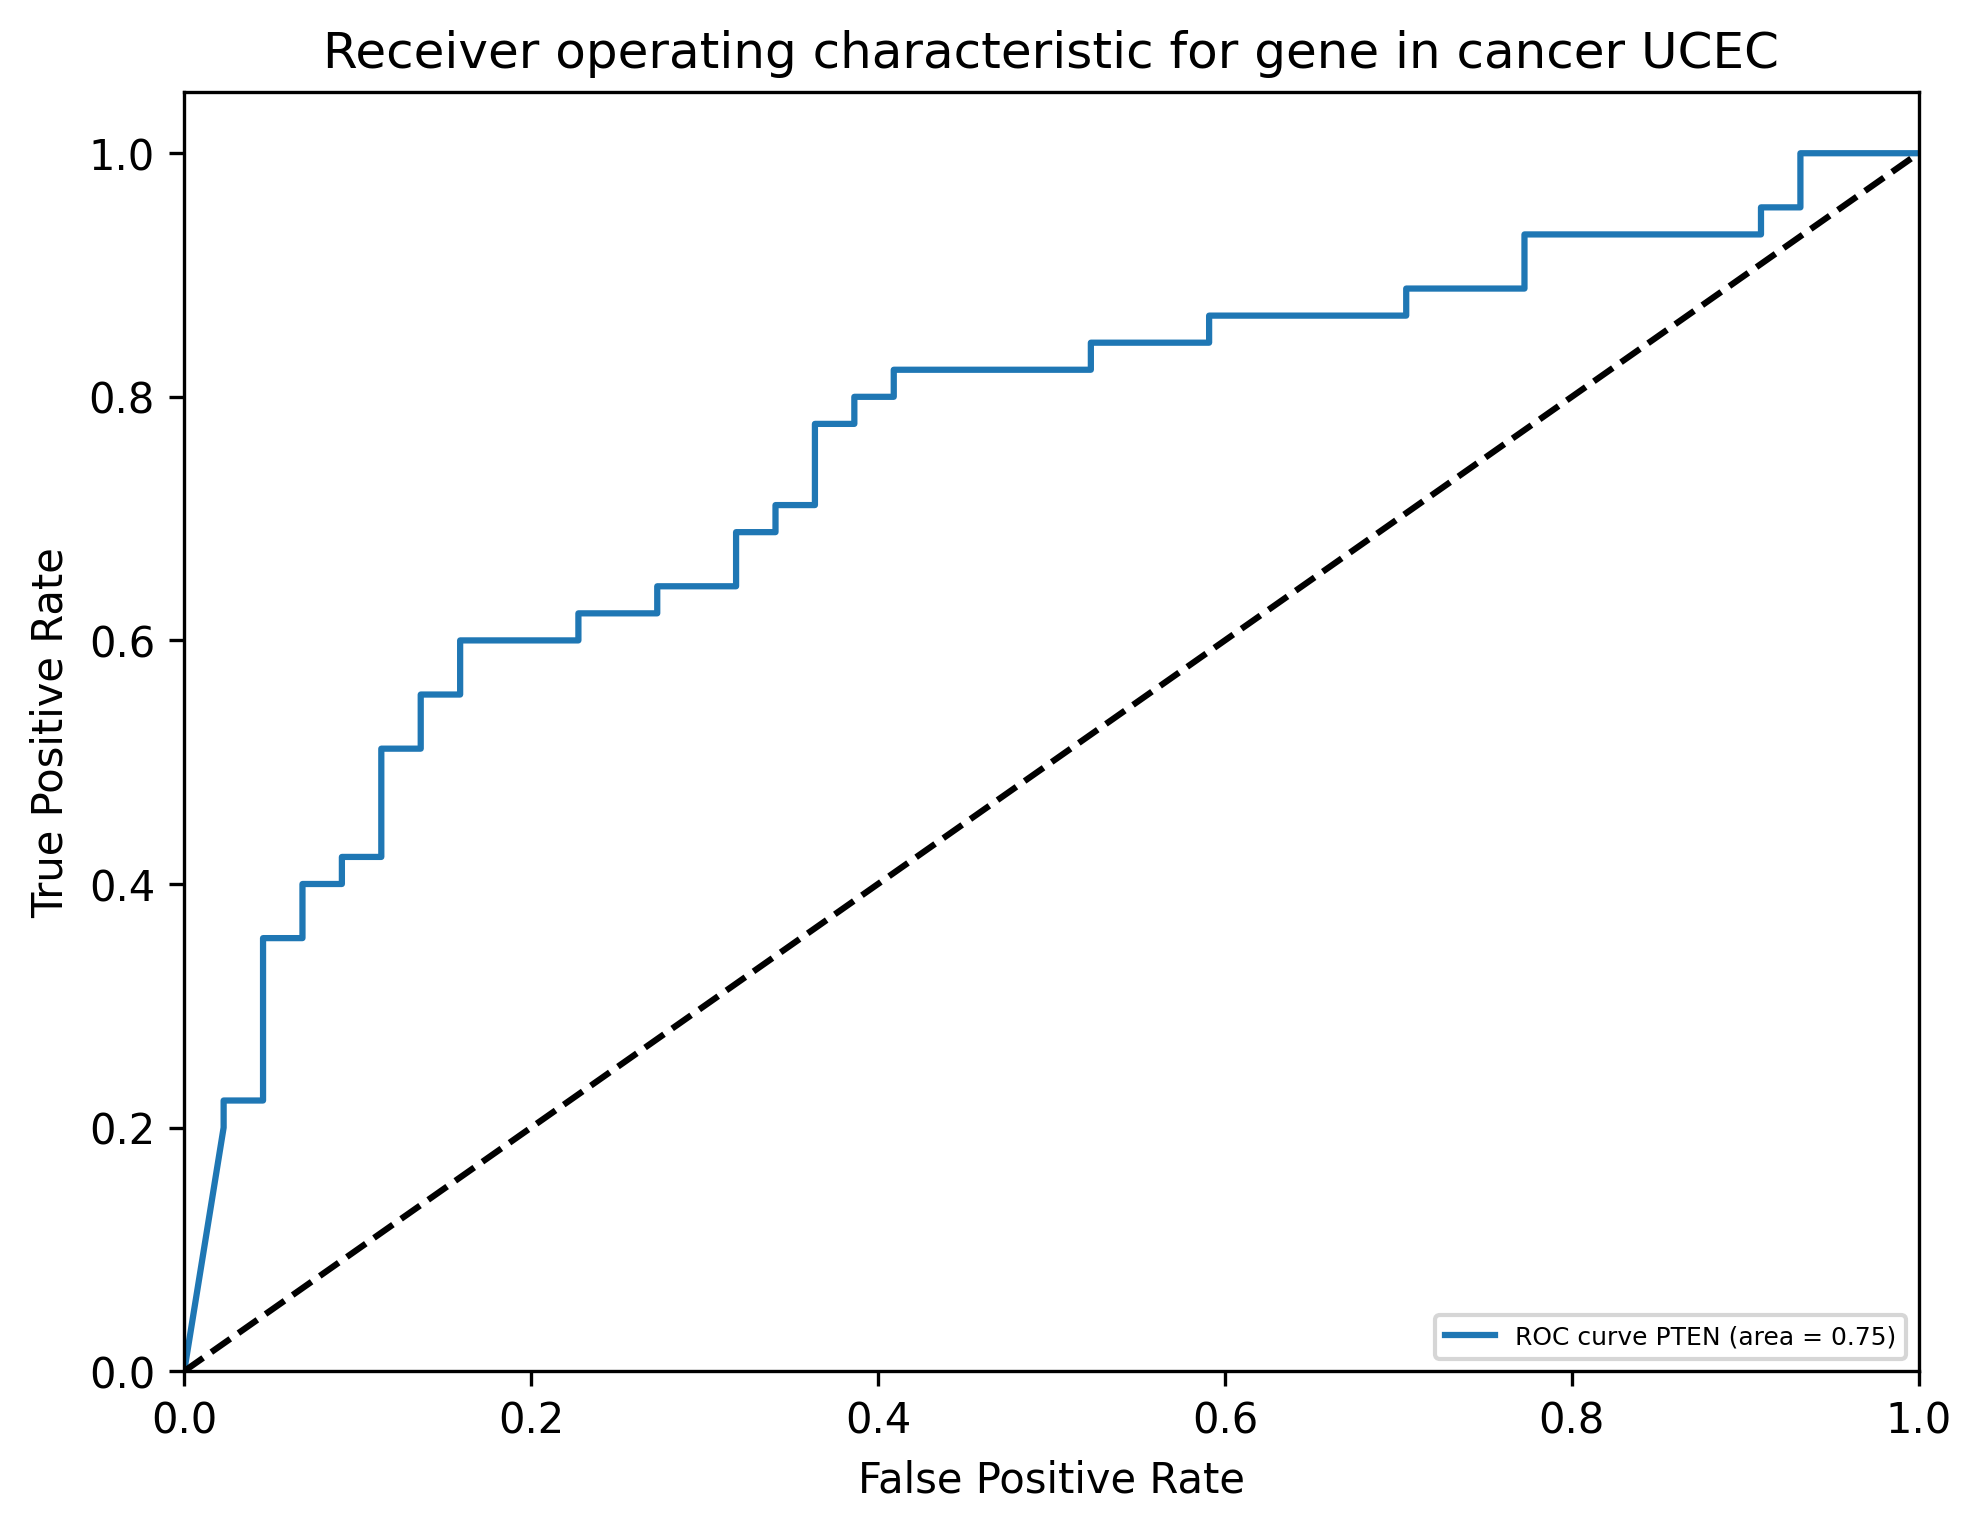 Receiver operating characteristic for gene in cancer UCEC
1.0
0.8
0.6
0.4
0.2
0.0
True Positive Rate
ROC curve PTEN (area = 0.75)
0.0 0.2 0.4 0.6 0.8 1.0
False Positive Rate